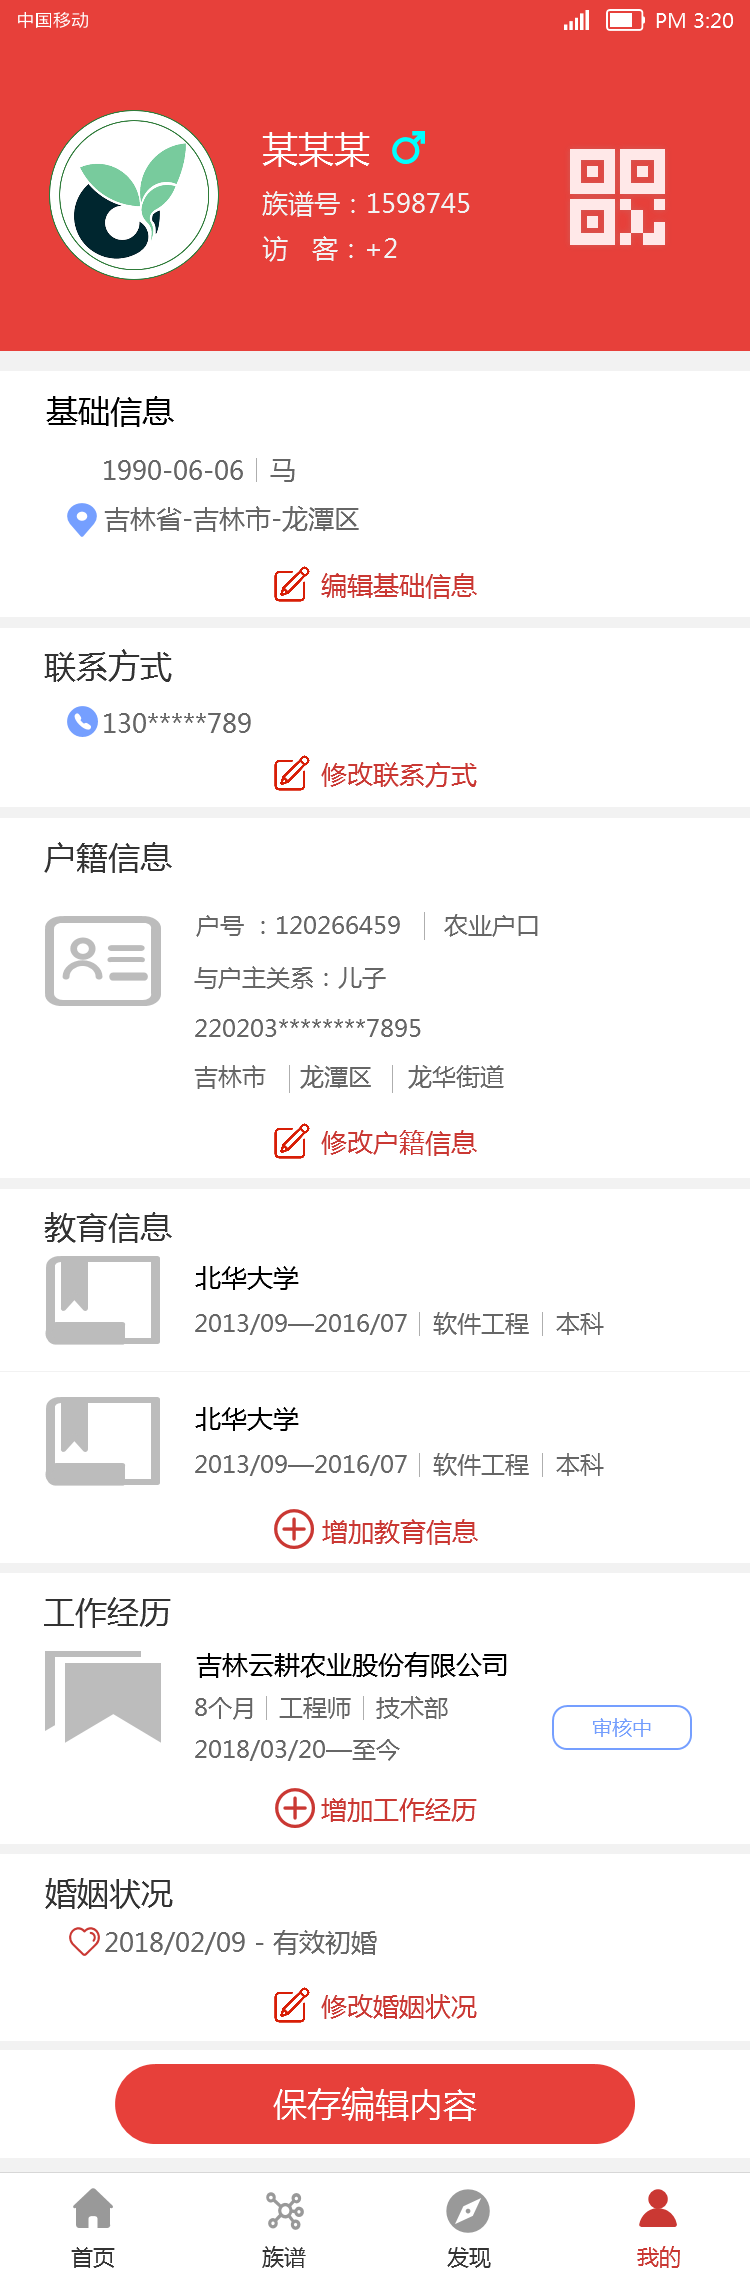 中国移动 PM 3:20
某某某
族谱号：1598745
访 客：+2
基础信息
1990-06-06 马
吉林省-吉林市-龙潭区
编辑基础信息
联系方式
130*****789
修改联系方式
户籍信息
户号 ：120266459 农业户口
与户主关系：儿子
220203********7895
吉林市 龙潭区 龙华街道
修改户籍信息
教育信息
北华大学
2013/09—2016/07 软件工程 本科
北华大学
2013/09—2016/07 软件工程 本科
增加教育信息
工作经历
吉林云耕农业股份有限公司
8个月 工程师 技术部
审核中
2018/03/20—至今
增加工作经历
婚姻状况
2018/02/09 - 有效初婚
修改婚姻状况
保存编辑内容
首页 族谱 发现 我的